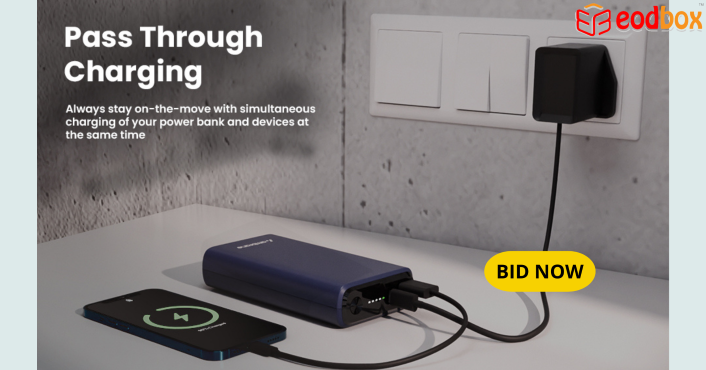 eodbox
Pass Through
Charging
Always stay on-the-move with simultaneous
charging of your power bank and devices at
the same time
BID NOW